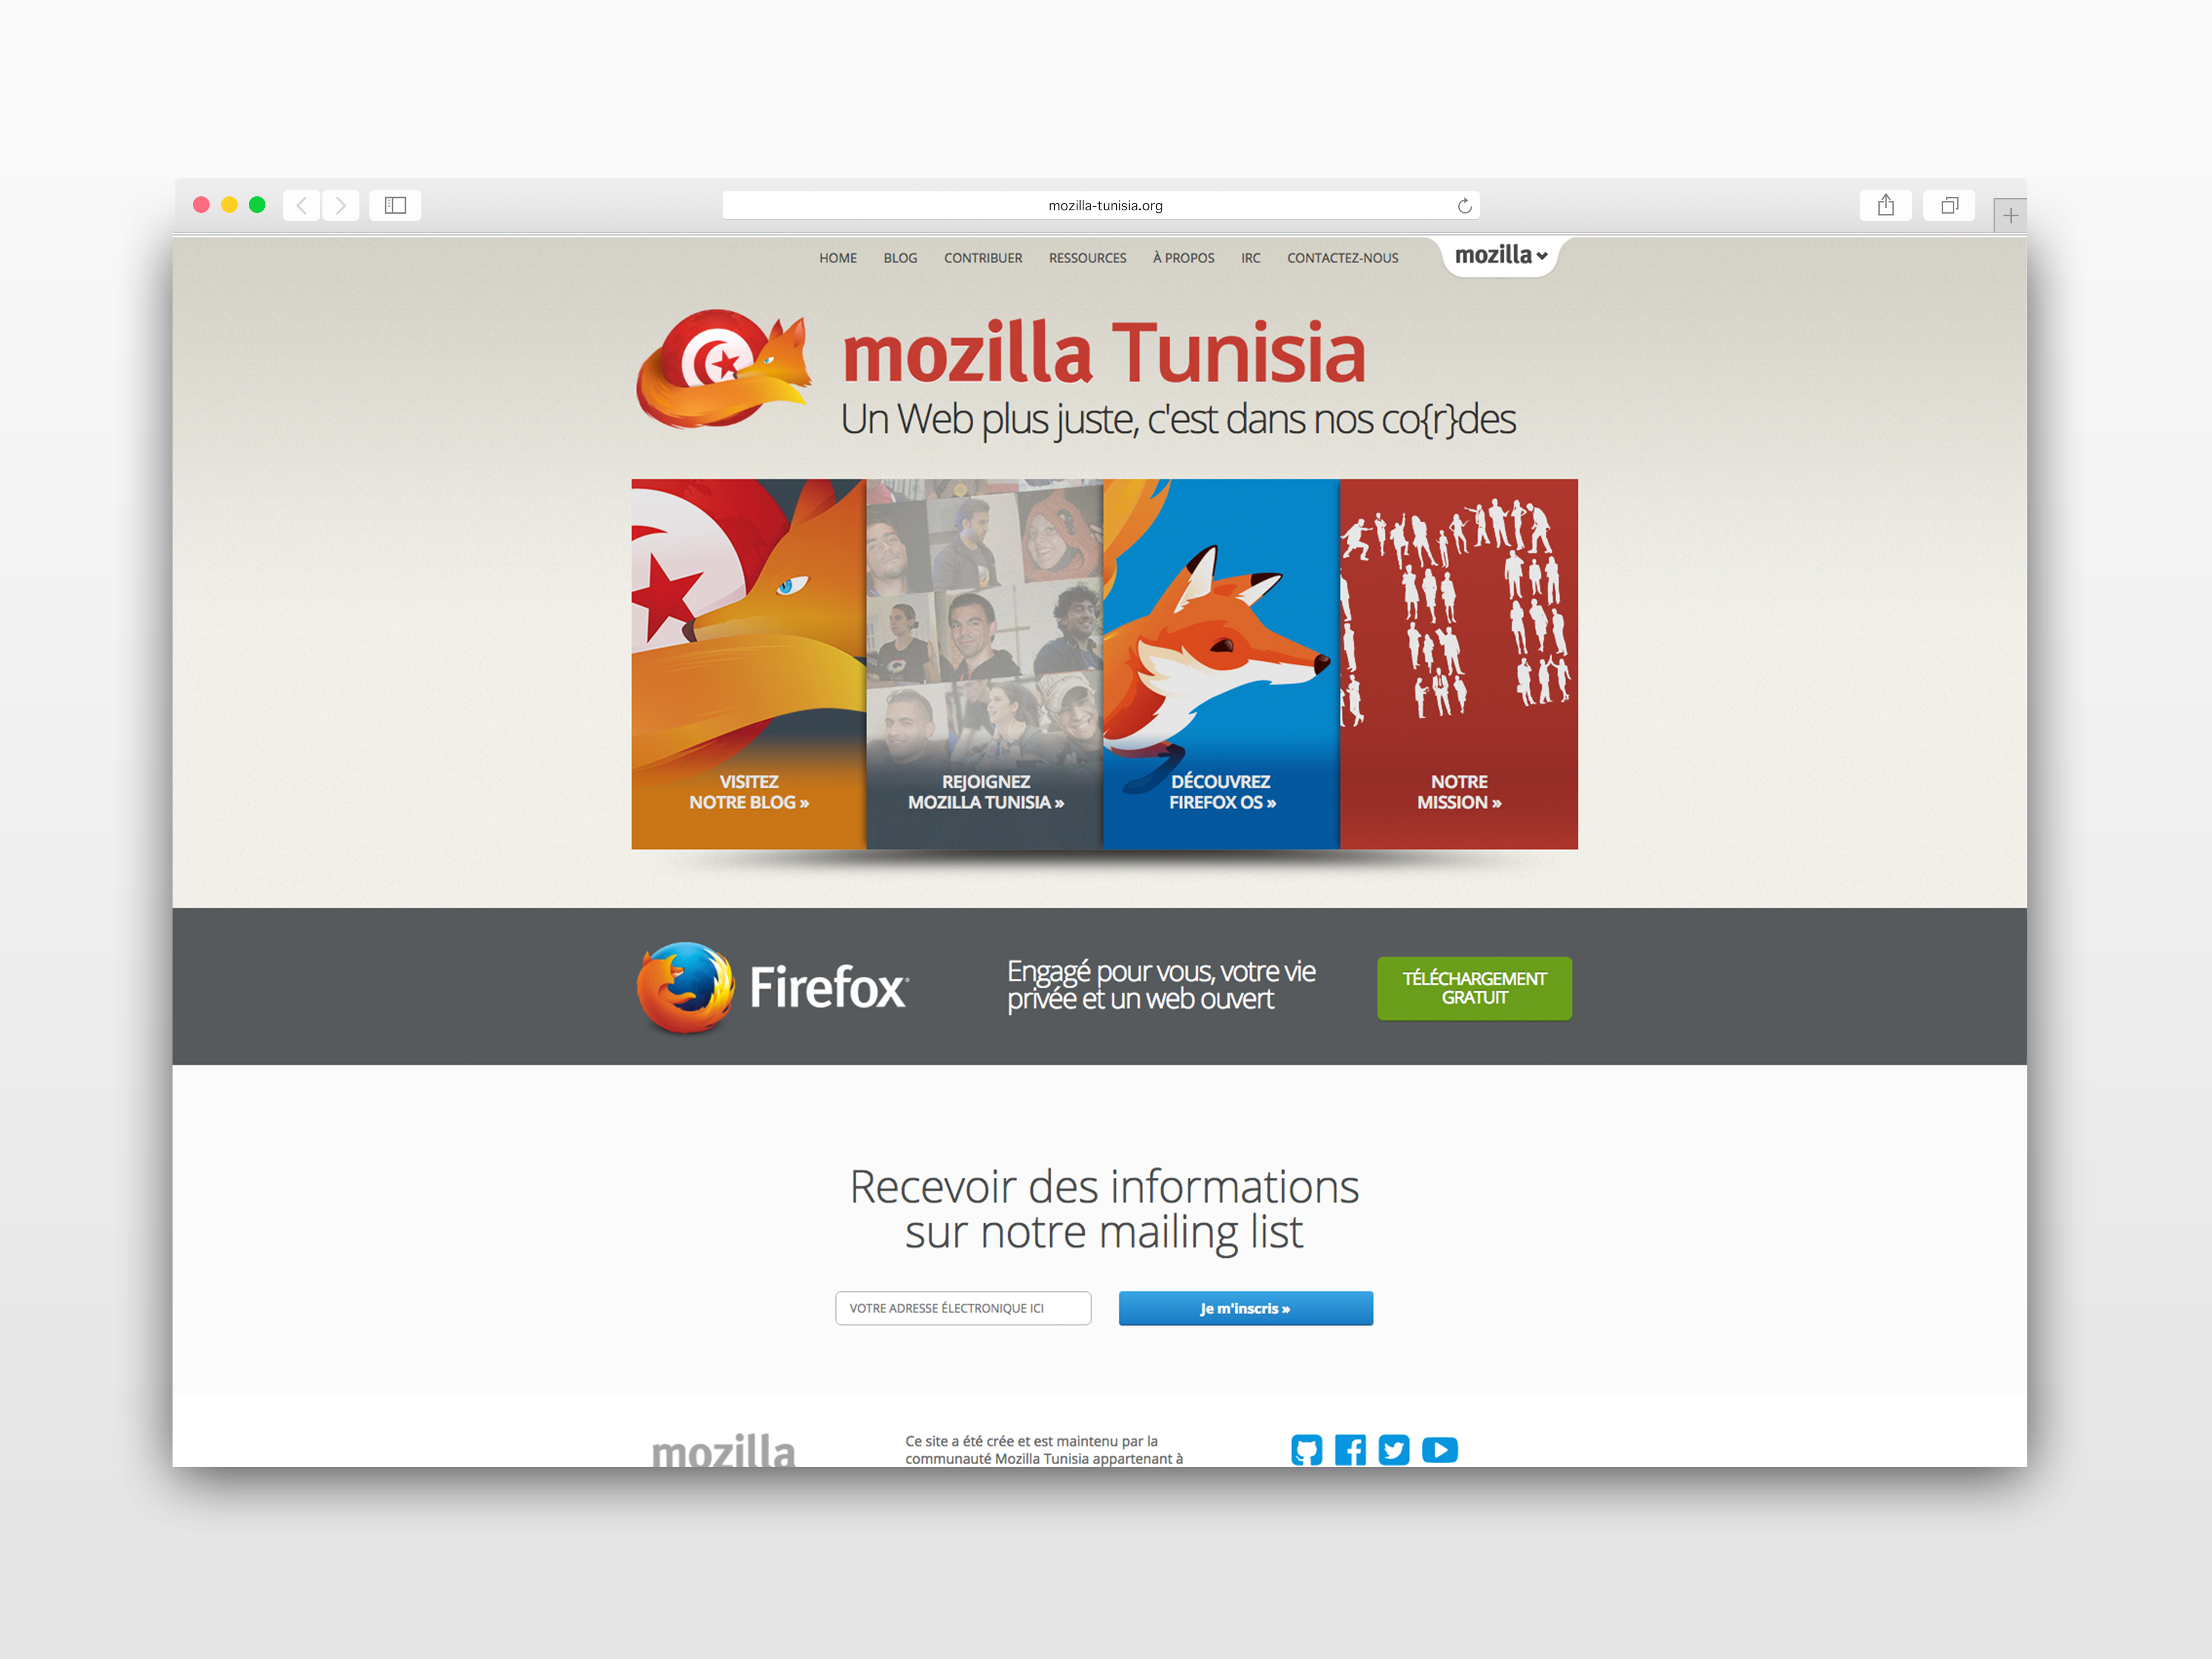 mozilla-tunisia.org
HOME BLOG CONTRIBUER RESSOURCES À PROPOS IRC CONTACTEZ-NOUS mozilla
mozilla Tunisia
Un Web plus juste, c'est dans nos co{r}des
VISITEZ
NOTRE BLOG »
REJOIGNEZ
MOZILLA TUNISIA »
DÉCOUVREZ
FIREFOX OS »
NOTRE
MISSION »
Firefox
Engagé pour vous, votre vie
privée et un web ouvert
TÉLÉCHARGEMENT
GRATUIT
Recevoir des informations
sur notre mailing list
VOTRE ADRESSE ÉLECTRONIQUE ICI
Je m'inscris »
mozilla
Ce site a été crée et est maintenu par la
communauté Mozilla Tunisia appartenant à